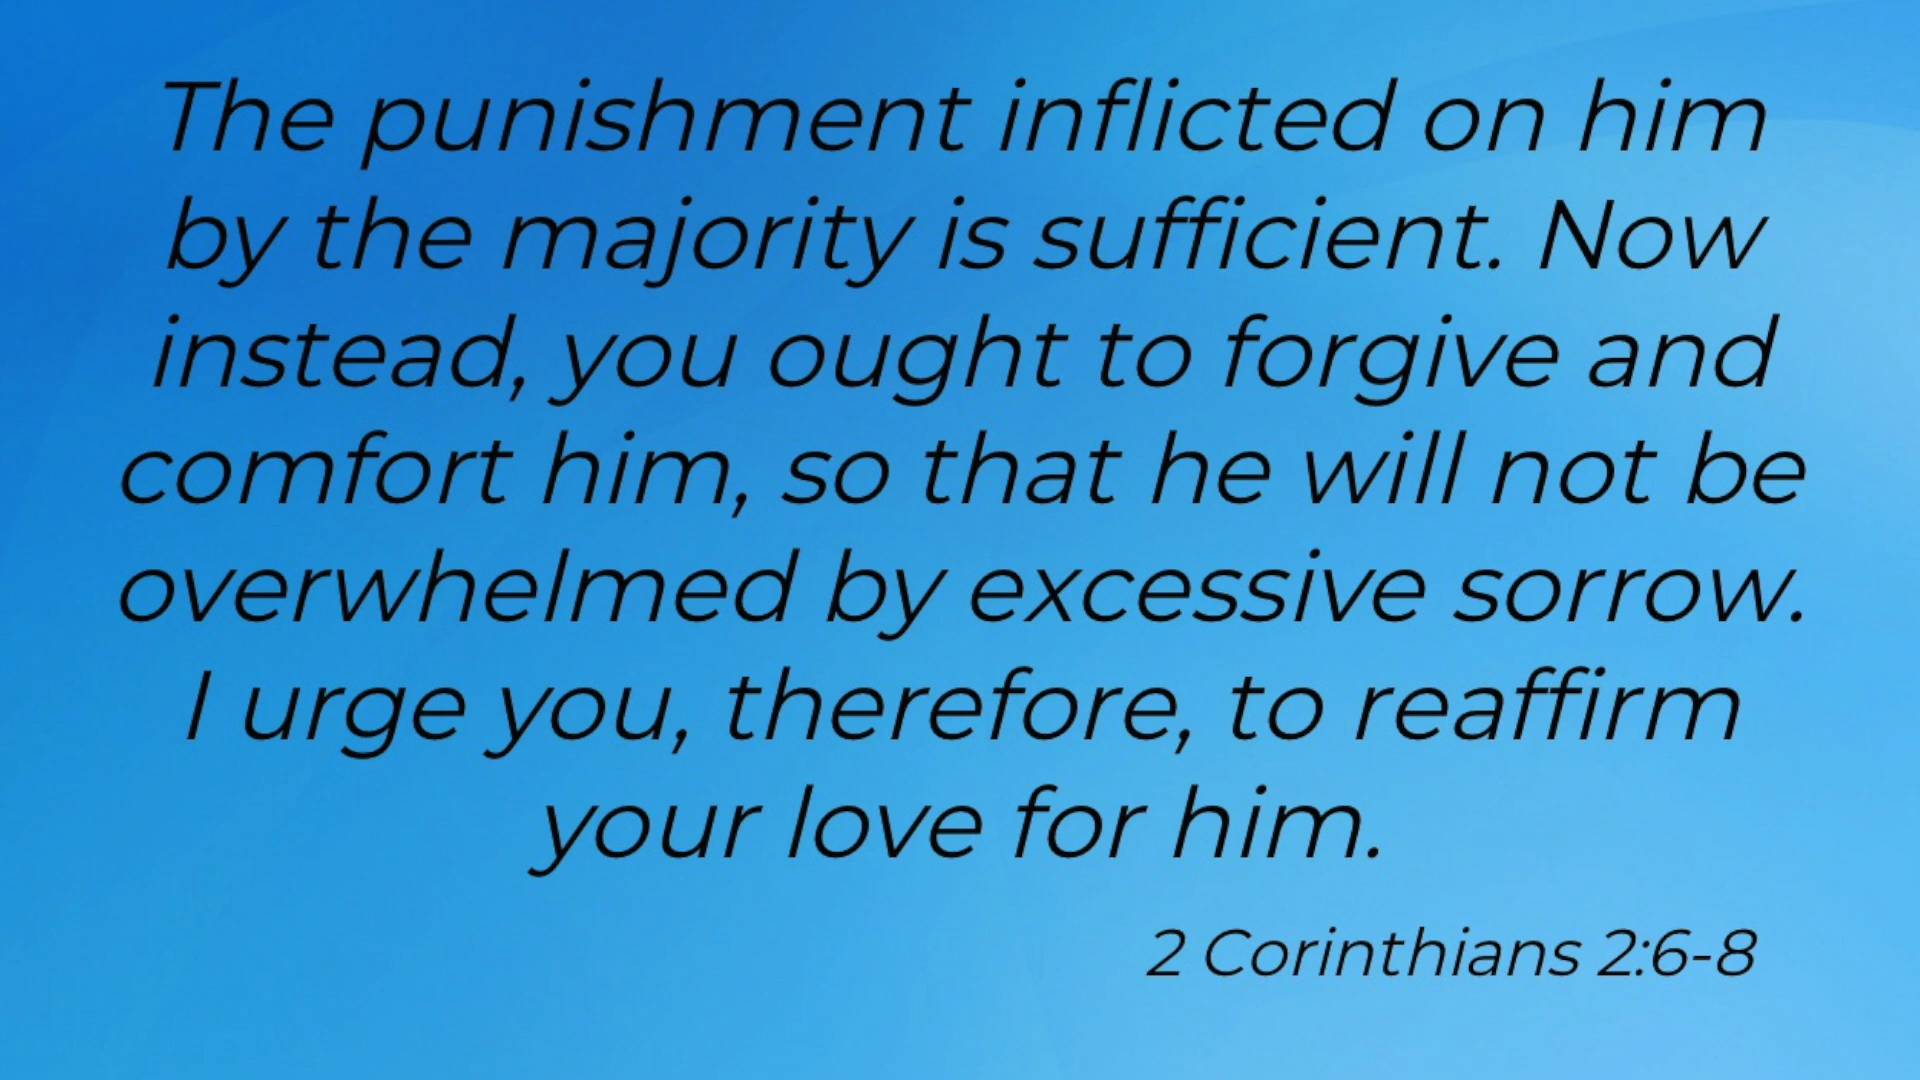 The punishment inflicted on him
by the majority is sufficient. Now
instead, you ought to forgive and
comfort him, so that he will not be
overwhelmed by excessive sorrow.
I urge you, therefore, to reaffirm
your love for him.
2 Corinthians 2:6-8